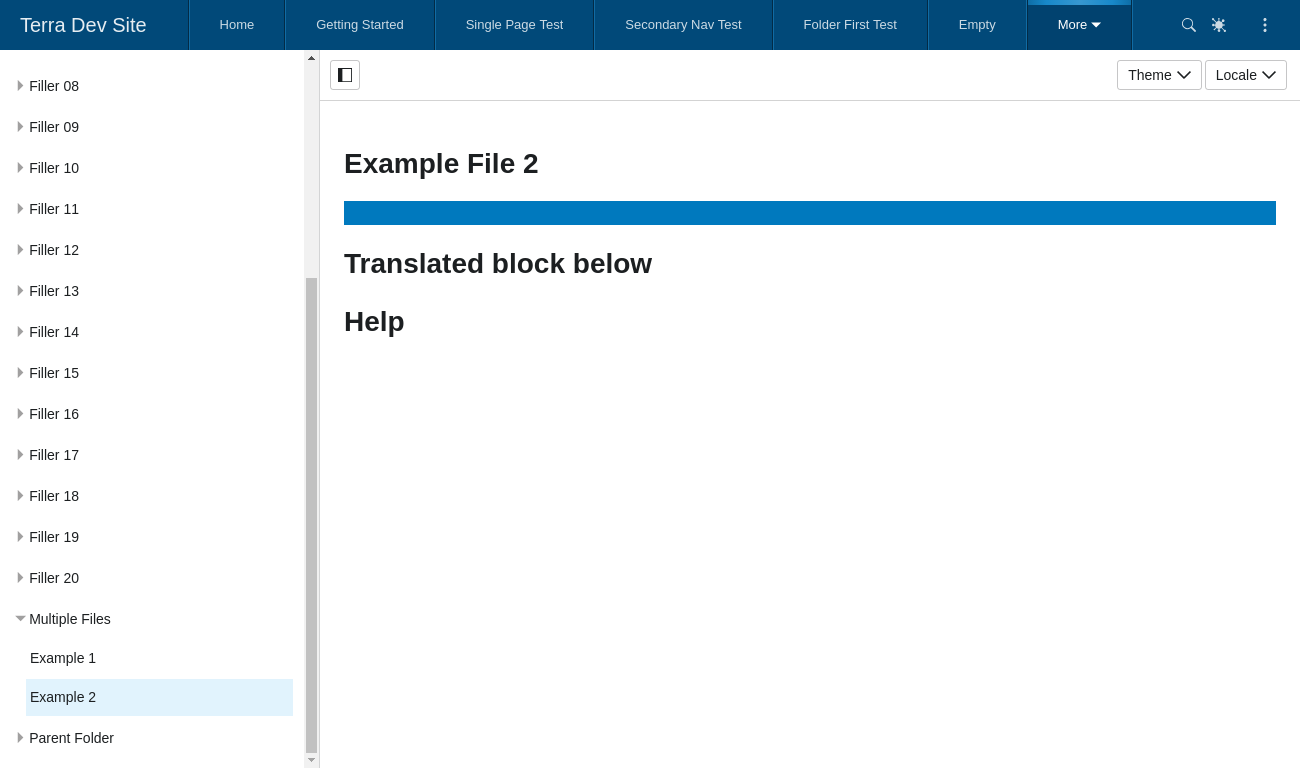 Terra Dev Site
Home
Getting Started
Single Page Test
Secondary Nav Test
Folder First Test
Empty
More
Filler 08
Filler 09
Filler 10
Filler 11
Filler 12
Filler 13
Filler 14
Filler 15
Filler 16
Filler 17
Filler 18
Filler 19
Filler 20
Multiple Files
Example 1
Example 2
Parent Folder
Theme
Locale
Example File 2
Translated block below
Help